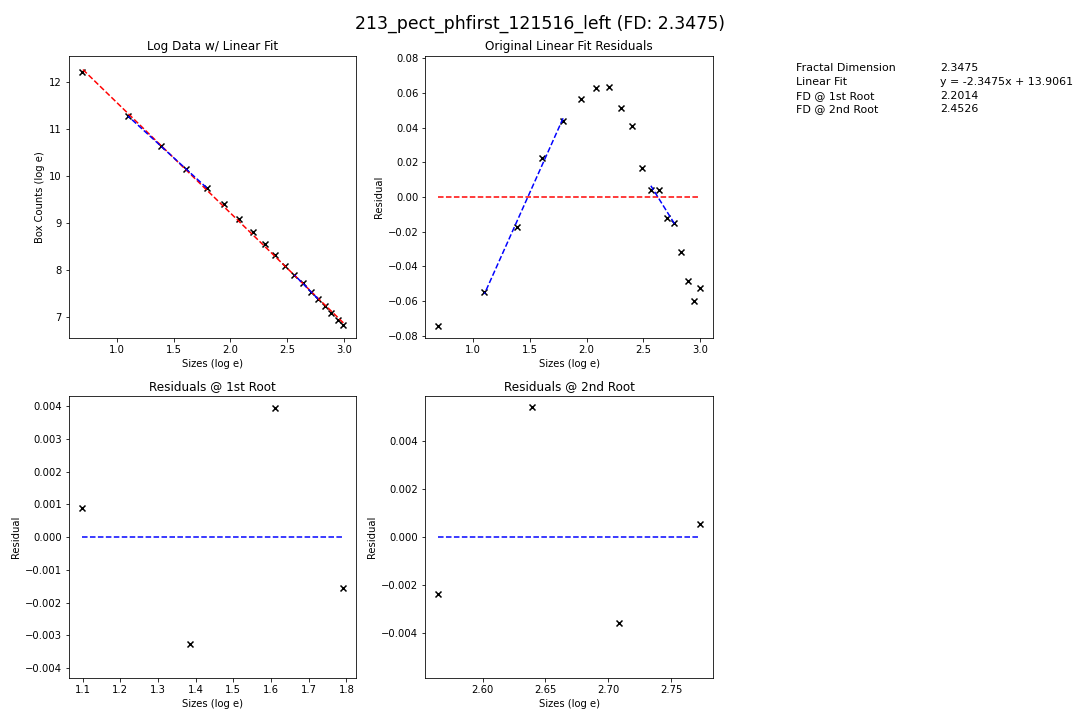 213_pect_phfirst_121516_left (FD: 2.3475)
Log Data w/ Linear Fit
12
11
10
9
8
7
Box Counts (log e)
1.0 1.5 2.0 2.5 3.0
Sizes (log e)
Original Linear Fit Residuals
0.08
0.06
0.04
0.02
0.00
−0.02
−0.04
−0.06
−0.08
Residual
1.0 1.5 2.0 2.5 3.0
Sizes (log e)
Fractal Dimension 2.3475
Linear Fit y = -2.3475x + 13.9061
FD @ 1st Root 2.2014
FD @ 2nd Root 2.4526
Residuals @ 1st Root
0.004
0.003
0.002
0.001
0.000
−0.001
−0.002
−0.003
−0.004
Residual
1.1 1.2 1.3 1.4 1.5 1.6 1.7 1.8
Sizes (log e)
Residuals @ 2nd Root
0.004
0.002
0.000
−0.002
−0.004
Residual
2.60 2.65 2.70 2.75
Sizes (log e)